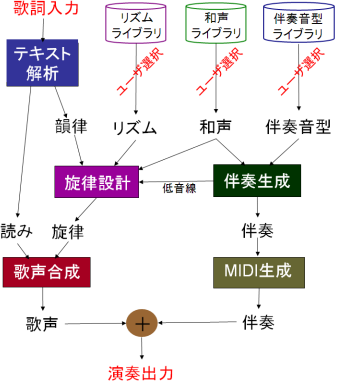 歌詞入力
リズム
ライブラリ
和声
ライブラリ
伴奏音型
ライブラリ
テキスト
解析
ユーザ選択
ユーザ選択
ユーザ選択
韻律
リズム
和声
伴奏音型
旋律設計
低音線
伴奏生成
読み
旋律
伴奏
歌声合成
MIDI生成
歌声
+
伴奏
演奏出力